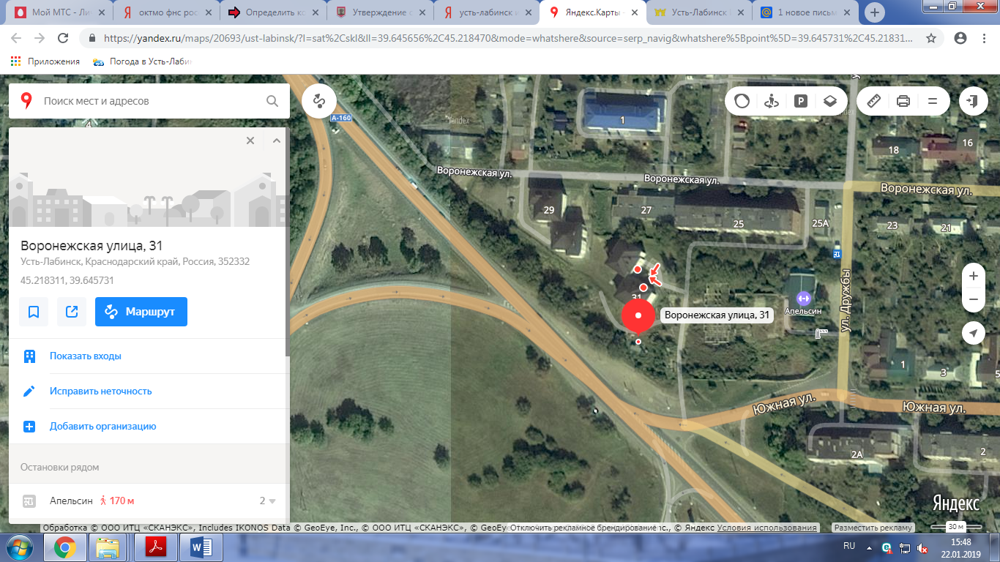 Мой МТС - Ли
октмо фнс рос
Определить ко
Утверждение с
усть-лабинск
Яндекс.Карты -
Усть-Лабинск
1 новое письм
https://yandex.ru/maps/20693/ust-labinsk/?l=sat%2Cskl&ll=39.645656%2C45.218470&mode=whatshere&source=serp_navig&whatshere%5Bpoint%5D=39.645731%2C45.21831...
Приложения
Погода в Усть-Лаби
Поиск мест и адресов
Воронежская улица, 31
Усть-Лабинск, Краснодарский край, Россия, 352332
45.218311, 39.645731
Маршрут
Показать входы
Исправить неточность
Добавить организацию
Остановки рядом
Апельсин 170 м 2
A-160
Yandex
1
16
18
Воронежская ул.
Воронежская ул.
Воронежская ул.
29
27
25
25А
23
21
31
Воронежская улица, 31
Апельсин
ул. Дружбы
1
3
5
Южная ул.
Южная ул.
2А
2
Яндекс
Обработка © ООО ИТЦ «СКАНЭКС», Includes IKONOS Data © GeoEye, Inc., © ООО ИТЦ «СКАНЭКС», © GeoEy
Отключить рекламное брендирование
nc., © Яндекс Условия использования
Разместить рекламу
30 м
RU
15:48
22.01.2019